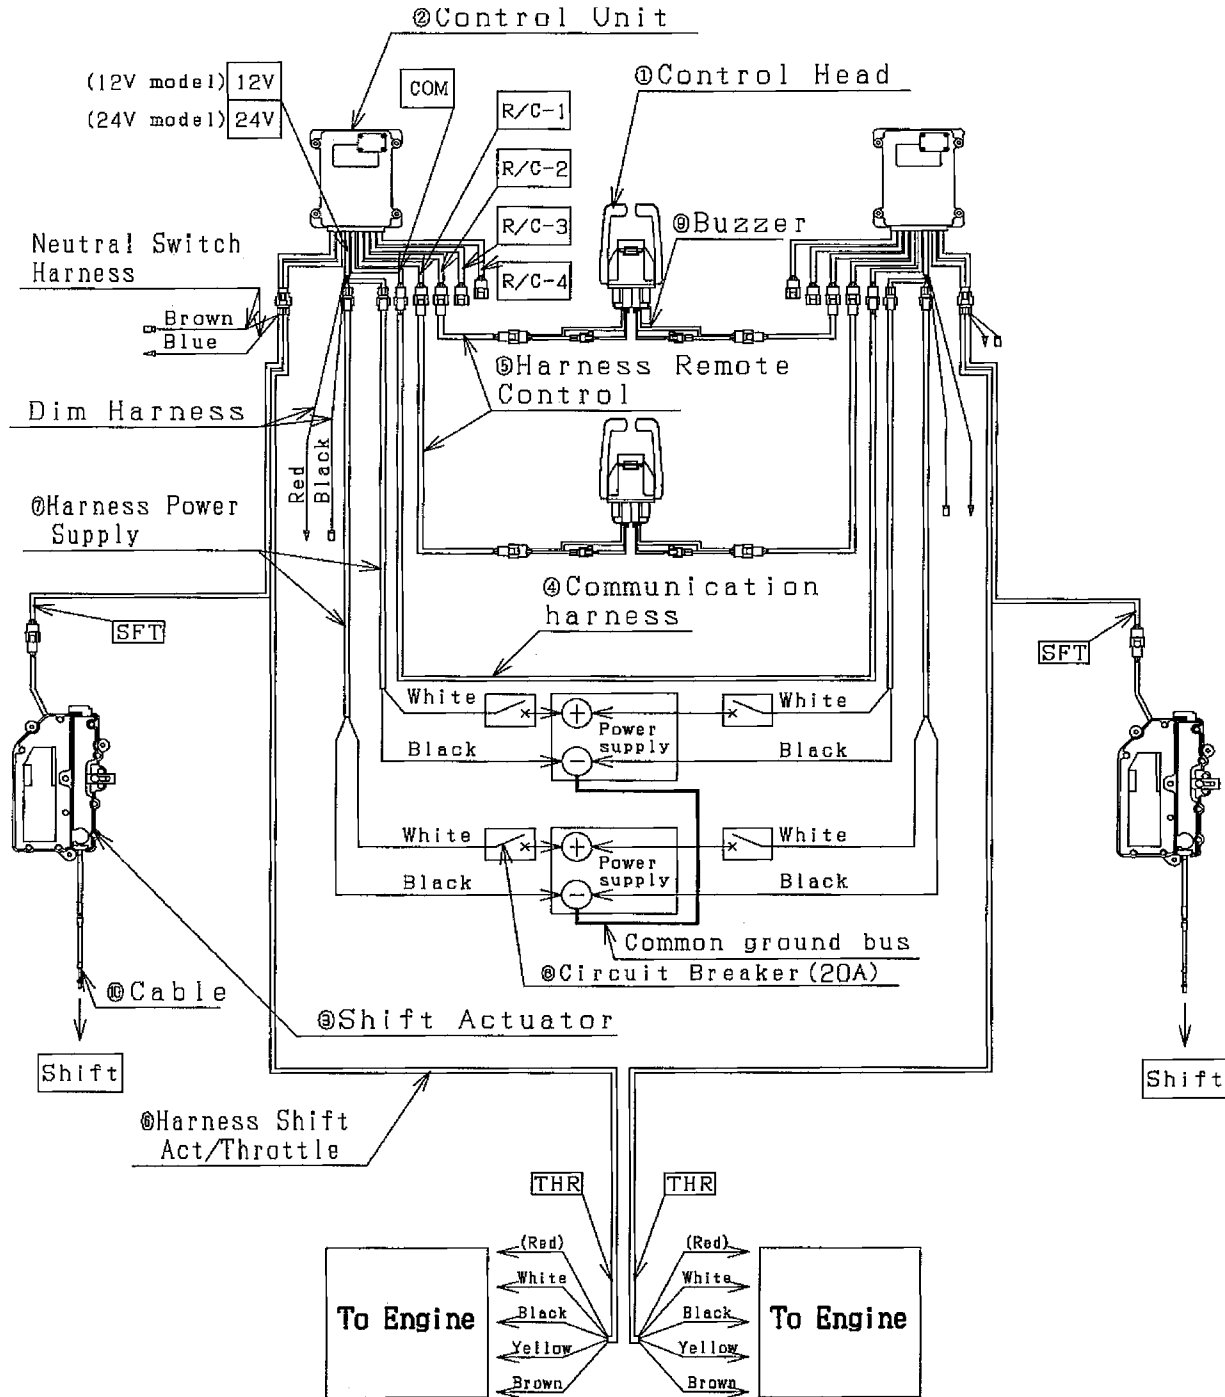 ②Control Unit
(12V model) 12V
(24V model) 24V
COM
①Control Head
R/C-1
R/C-2
R/C-3
R/C-4
⑨Buzzer
Neutral Switch
Harness
Brown
Blue
⑤Harness Remote
Control
Dim Harness
Red
Black
⑦Harness Power
Supply
④Communication
harness
SFT
SFT
White
White
Power
supply
Black
Black
White
White
Power
supply
Black
Black
Common ground bus
⑧Circuit Breaker(20A)
⑩Cable
③Shift Actuator
Shift
Shift
⑥Harness Shift
Act/Throttle
THR
THR
(Red)
(Red)
White
White
Black
Black
To Engine
To Engine
Yellow
Yellow
Brown
Brown